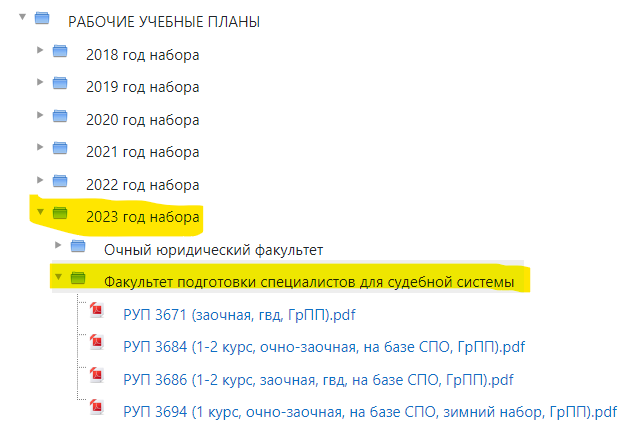 РАБОЧИЕ УЧЕБНЫЕ ПЛАНЫ
2018 год набора
2019 год набора
2020 год набора
2021 год набора
2022 год набора
2023 год набора
Очный юридический факультет
Факультет подготовки специалистов для судебной системы
РУП 3671 (заочная, гвд, ГрПП).pdf
РУП 3684 (1-2 курс, очно-заочная, на базе СПО, ГрПП).pdf
РУП 3686 (1-2 курс, заочная, гвд, на базе СПО, ГрПП).pdf
РУП 3694 (1 курс, очно-заочная, на базе СПО, зимний набор, ГрПП).pdf